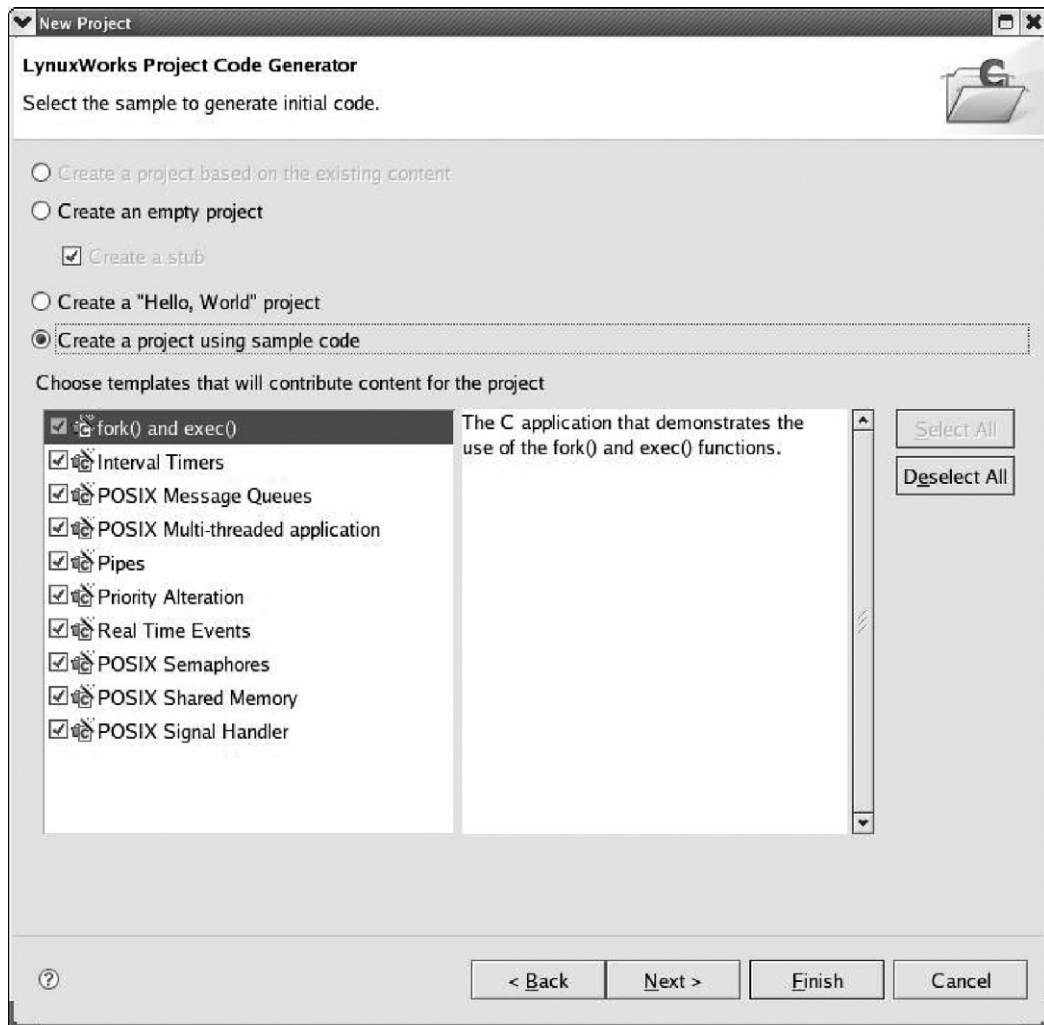 New Project
LynuxWorks Project Code Generator
Select the sample to generate initial code.
Create a project based on the existing content
Create an empty project
Create a stub
Create a "Hello, World" project
Create a project using sample code
Choose templates that will contribute content for the project
fork() and exec()
Interval Timers
POSIX Message Queues
POSIX Multi-threaded application
Pipes
Priority Alteration
Real Time Events
POSIX Semaphores
POSIX Shared Memory
POSIX Signal Handler
The C application that demonstrates the
use of the fork() and exec() functions.
Select All
Deselect All
< Back
Next >
Finish
Cancel